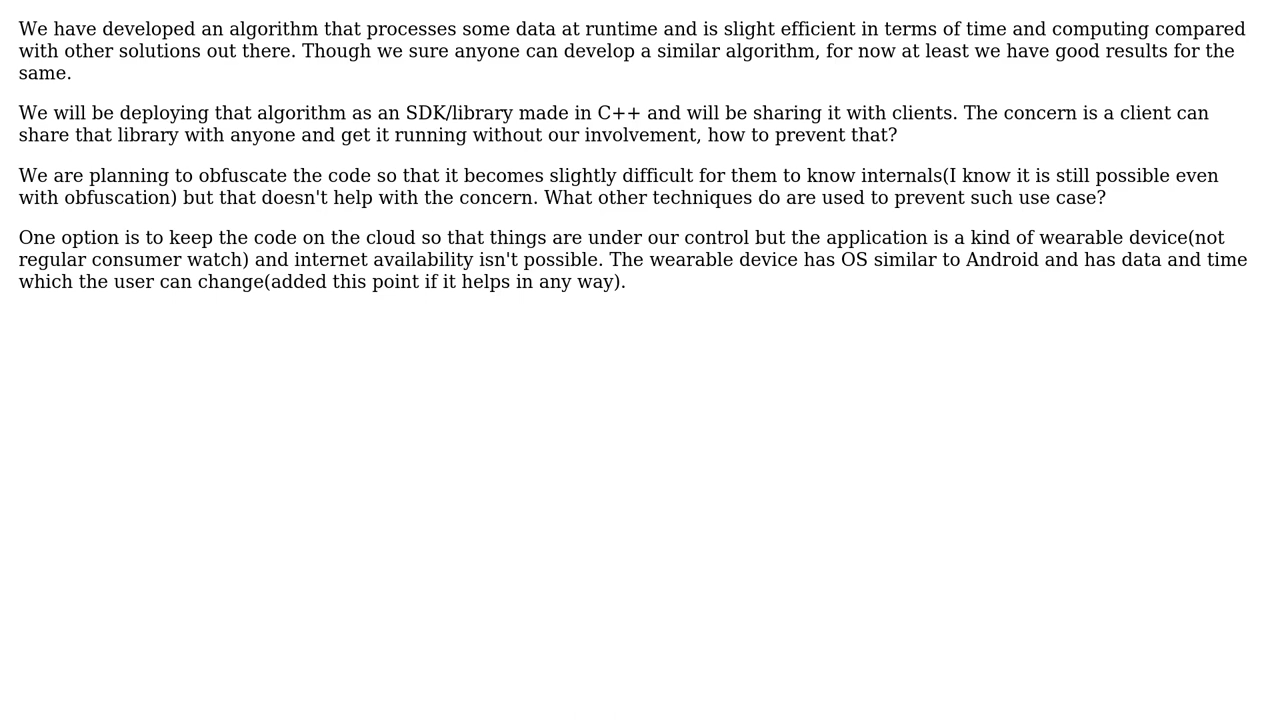 We have developed an algorithm that processes some data at runtime and is slight efficient in terms of time and computing compared
with other solutions out there. Though we sure anyone can develop a similar algorithm, for now at least we have good results for the
same.
We will be deploying that algorithm as an SDK/library made in C++ and will be sharing it with clients. The concern is a client can
share that library with anyone and get it running without our involvement, how to prevent that?
We are planning to obfuscate the code so that it becomes slightly difficult for them to know internals(I know it is still possible even
with obfuscation) but that doesn't help with the concern. What other techniques do are used to prevent such use case?
One option is to keep the code on the cloud so that things are under our control but the application is a kind of wearable device(not
regular consumer watch) and internet availability isn't possible. The wearable device has OS similar to Android and has data and time
which the user can change(added this point if it helps in any way).